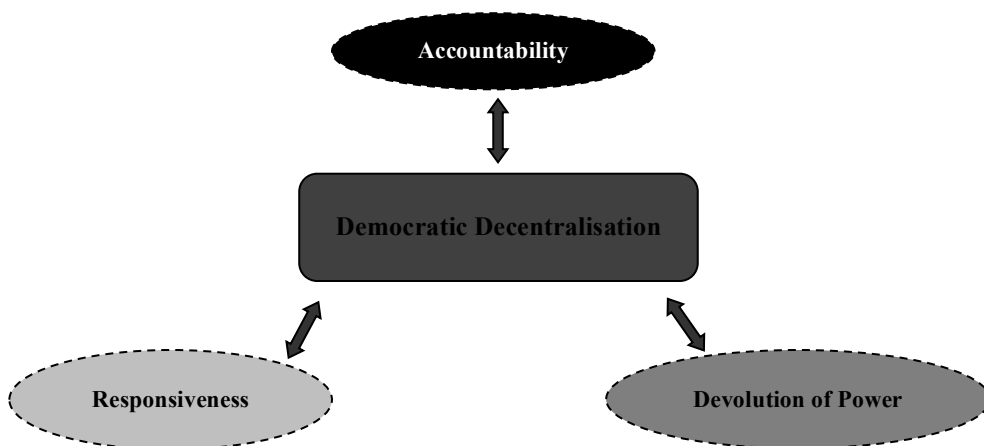 Accountability
Democratic Decentralisation
Responsiveness
Devolution of Power